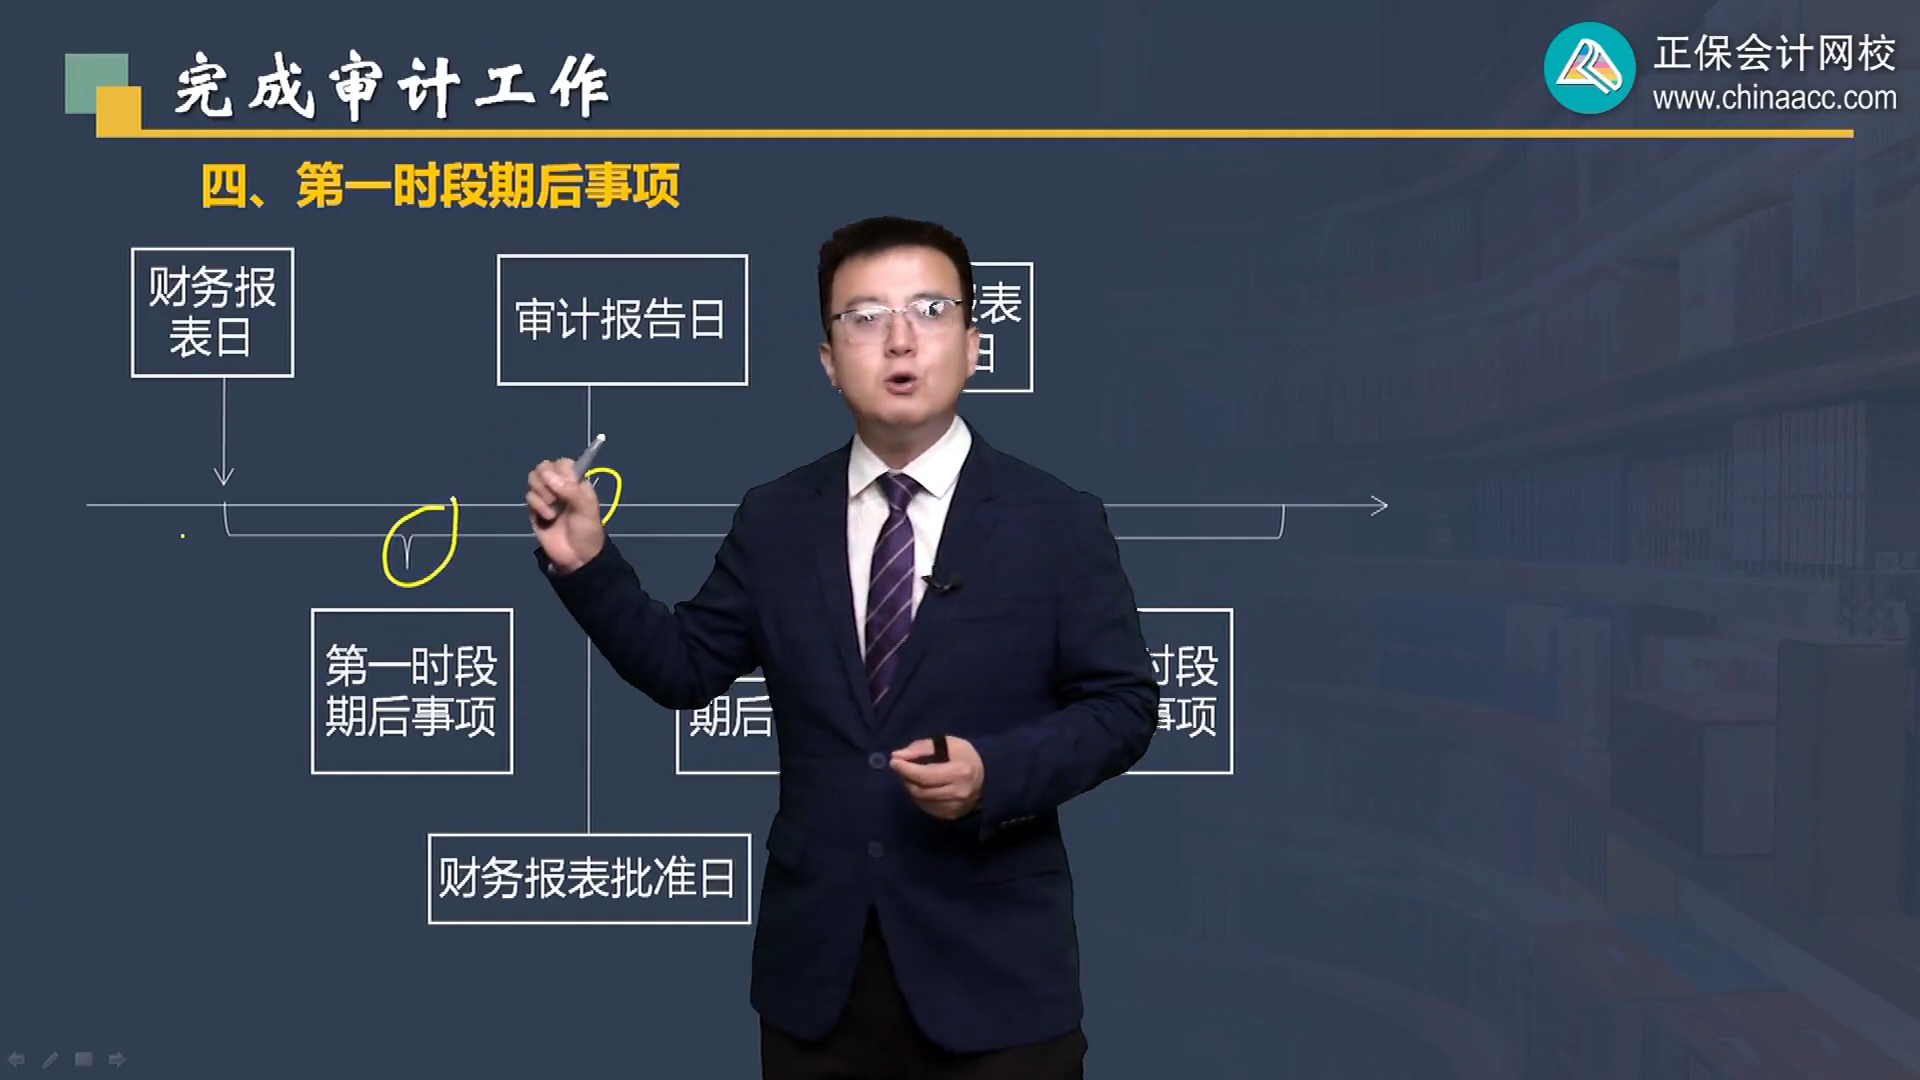 完成审计工作
正保会计网校
www.chinaacc.com
四、第一时段期后事项
财务报
表日
审计报告日
表
日
第一时段
期后事项
期后
时段
事项
财务报表批准日